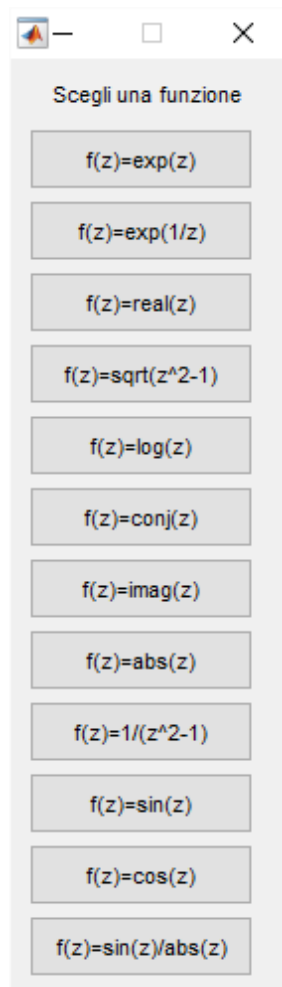 Scegli una funzione
f(z)=exp(z)
f(z)=exp(1/z)
f(z)=real(z)
f(z)=sqrt(z^2-1)
f(z)=log(z)
f(z)=conj(z)
f(z)=imag(z)
f(z)=abs(z)
f(z)=1/(z^2-1)
f(z)=sin(z)
f(z)=cos(z)
f(z)=sin(z)/abs(z)